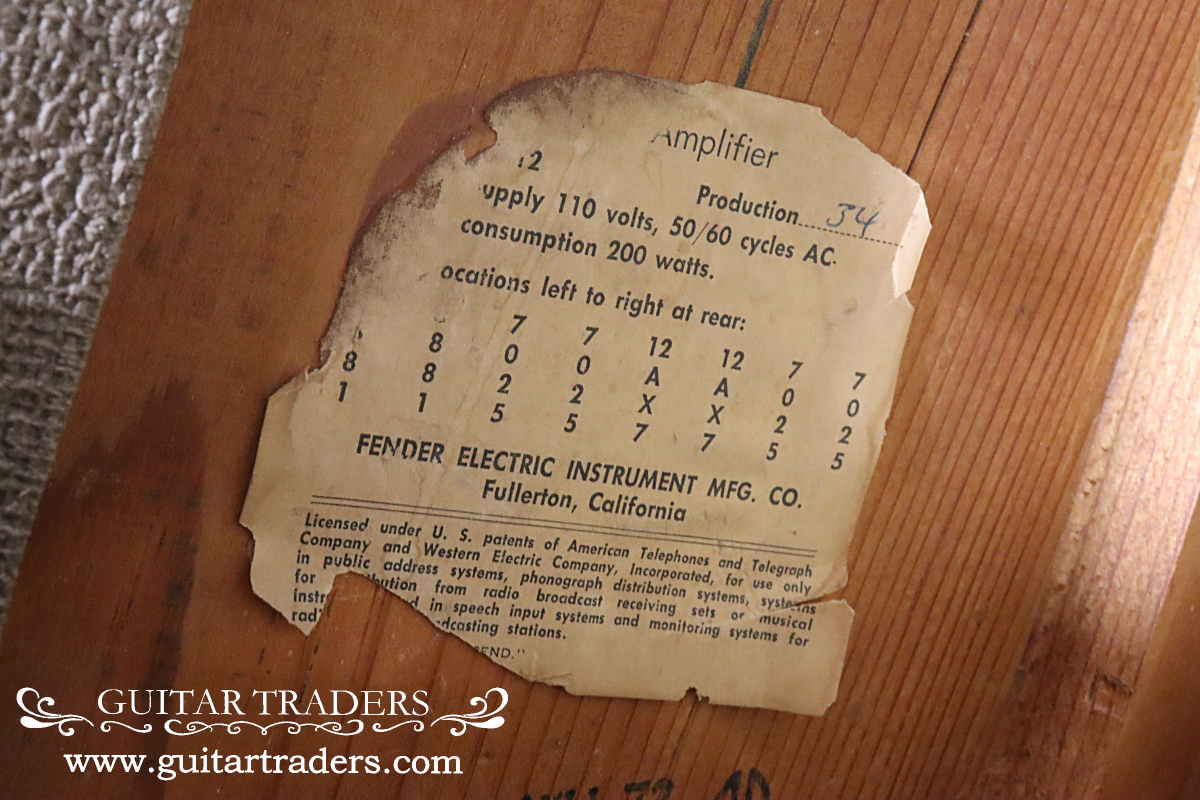 Amplifier
12
Production 34
upply 110 volts, 50/60 cycles AC.
consumption 200 watts.
ocations left to right at rear:
8 7 7 12 12 7 7
8 8 0 0 A A 0 0
1 1 2 2 X X 2 2
5 5 7 7 5 5
FENDER ELECTRIC INSTRUMENT MFG. CO.
Fullerton, California
Licensed under U. S. patents of American Telephones and Telegraph
Company and Western Electric Company, Incorporated, for use only
in public address systems, phonograph distribution systems, systems
for bution from radio broadcast receiving sets or musical
instr d in speech input systems and monitoring systems for
rad dcasting stations.
END."
GUITAR TRADERS
www.guitartraders.com